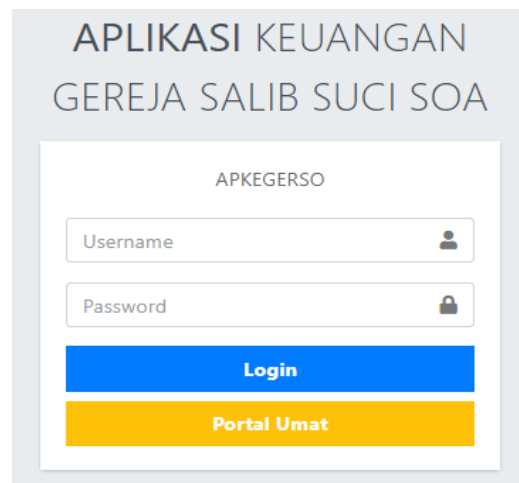 APLIKASI KEUANGAN
GEREJA SALIB SUCI SOA
APKEGERSO
Username
Password
Login
Portal Umat